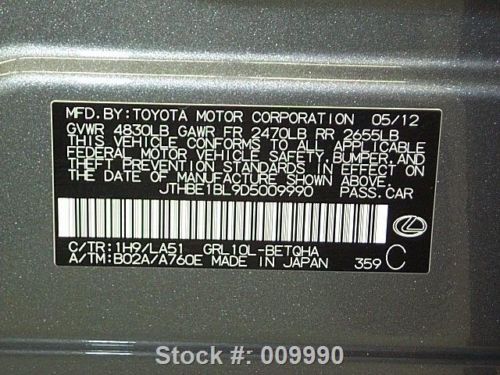 MFD. BY: TOYOTA MOTOR CORPORATION 05/12
GVWR 4830LB GAWR FR 2470LB RR 2655LB
THIS VEHICLE CONFORMS TO ALL APPLICABLE
FEDERAL MOTOR VEHICLE SAFETY, BUMPER, AND
THEFT PREVENTION STANDARDS IN EFFECT ON
THE DATE OF MANUFACTURE SHOWN ABOVE.
JTHBE1BL9D5009990 PASS.CAR
C/TR: 1H9/LA51 GRL10L-BETQHA
A/TM: B02A/A760E MADE IN JAPAN 359 C
Stock #: 009990